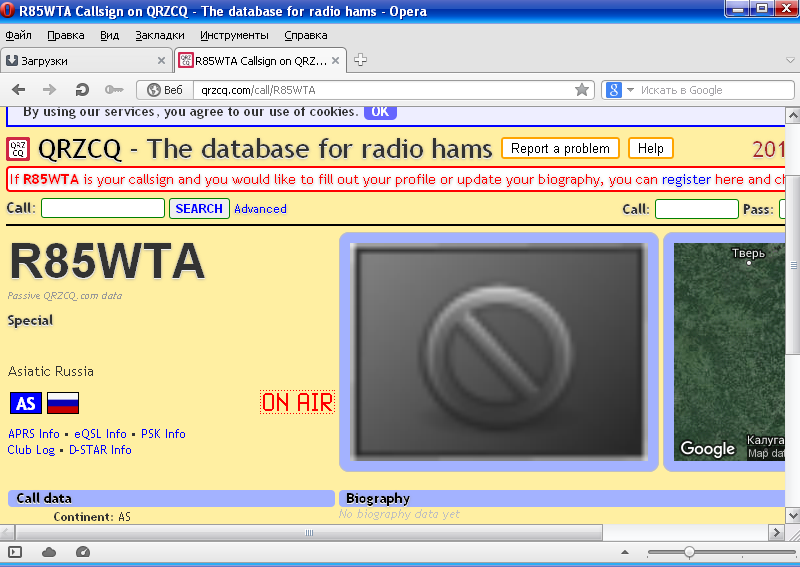 R85WTA Callsign on QRZCQ - The database for radio hams - Opera
Файл Правка Вид Закладки Инструменты Справка
Загрузки
R85WTA Callsign on QRZ...
Веб qrzcq.com/call/R85WTA Искать в Google
By using our services, you agree to our use of cookies. OK
QRZ CQ QRZCQ - The database for radio hams Report a problem Help 201
If R85WTA is your callsign and you would like to fill out your profile or update your biography, you can register here and ch
Call: SEARCH Advanced Call: Pass:
R85WTA
Passive QRZCQ.com data
Special
Asiatic Russia
AS ON AIR
APRS Info • eQSL Info • PSK Info
Club Log • D-STAR Info
Тверь
Калуга
Google Map dat
Call data Biography
Continent: AS No biography data yet